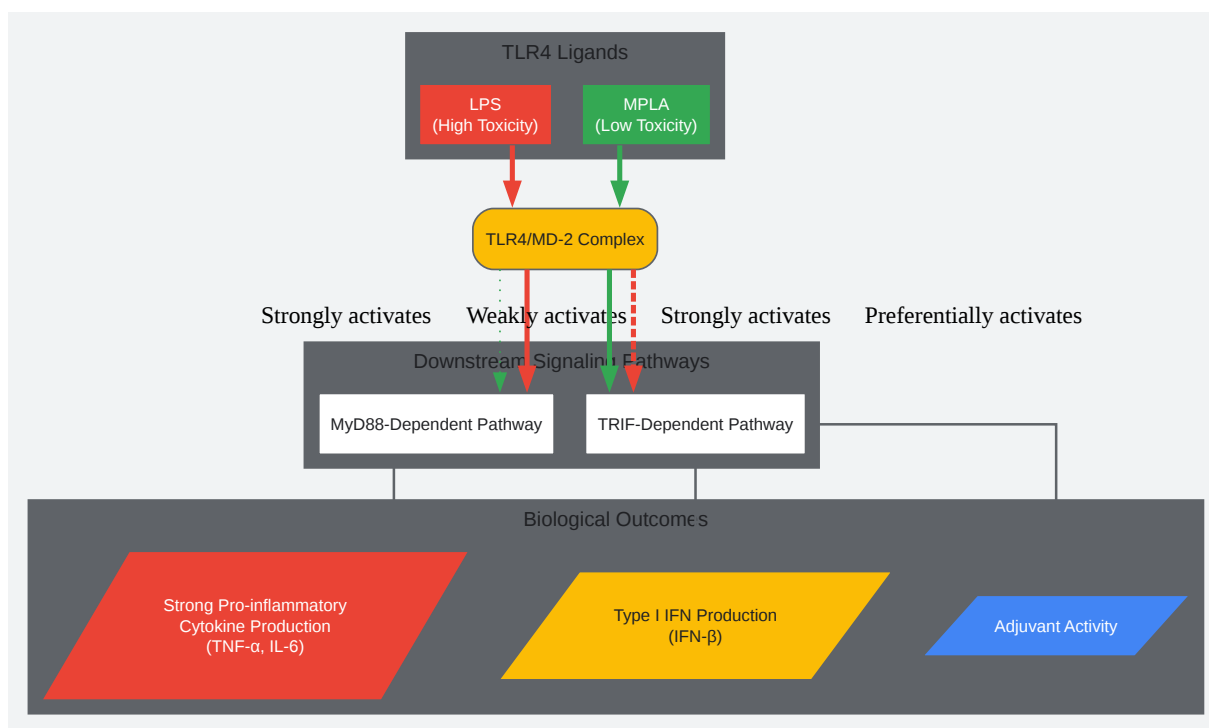 TLR4 Ligands
LPS
(High Toxicity)
MPLA
(Low Toxicity)
TLR4/MD-2 Complex
Strongly activates
Weakly activates
Strongly activates
Preferentially activates
Downstream Signaling Pathways
MyD88-Dependent Pathway
TRIF-Dependent Pathway
Biological Outcomes
Strong Pro-inflammatory
Cytokine Production
(TNF-α, IL-6)
Type I IFN Production
(IFN-β)
Adjuvant Activity